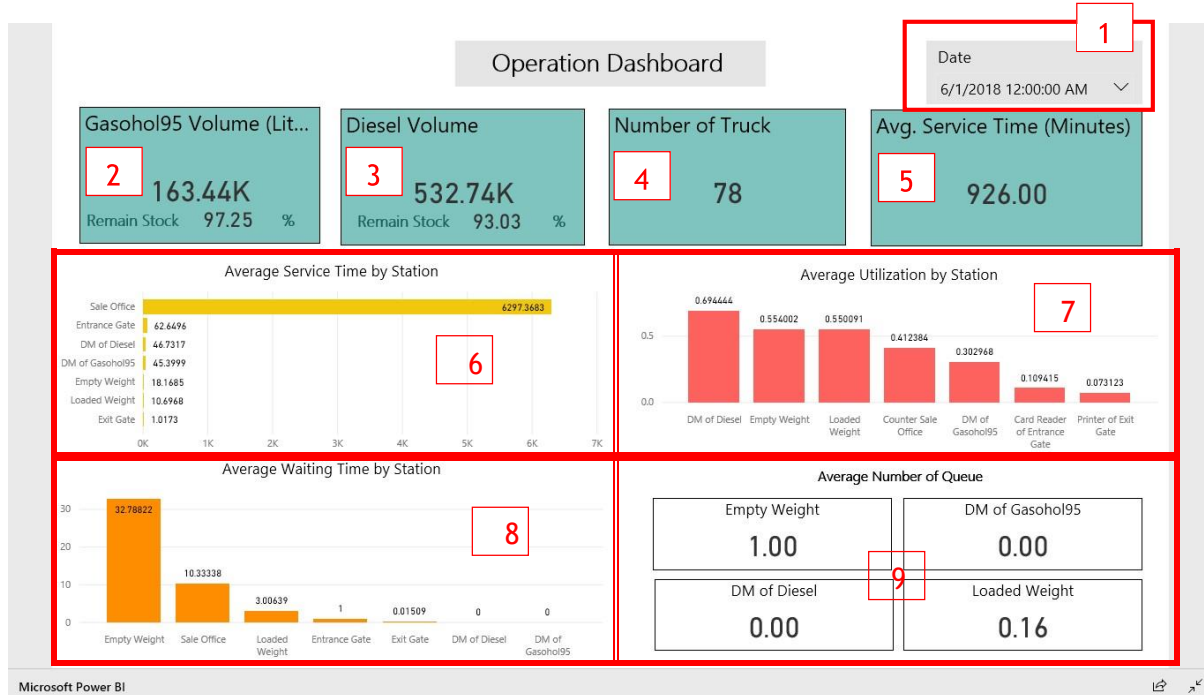 1
Operation Dashboard
Date
6/1/2018 12:00:00 AM
Gasohol95 Volume (Lit...
2
163.44K
Remain Stock 97.25 %
Diesel Volume
3
532.74K
Remain Stock 93.03 %
Number of Truck
4
78
Avg. Service Time (Minutes)
5
926.00
Average Service Time by Station
Sale Office 6297.3683
Entrance Gate 62.6496
DM of Diesel 46.7317
DM of Gasohol95 45.3999
Empty Weight 18.1685
Loaded Weight 10.6968
Exit Gate 1.0173
0K 1K 2K 3K 4K 5K 6K 7K
6
Average Utilization by Station
7
0.694444 0.554002 0.550091 0.412384 0.302968 0.109415 0.073123
0.5
0.0
DM of Diesel
Empty Weight
Loaded
Weight
Counter Sale
Office
DM of
Gasohol95
Card Reader
of Entrance
Gate
Printer of Exit
Gate
Average Waiting Time by Station
8
30
20
10
0
32.78822 10.33338 3.00639 1 0.01509 0 0
Empty Weight
Sale Office
Loaded
Weight
Entrance Gate
Exit Gate
DM of Diesel
DM of
Gasohol95
Average Number of Queue
Empty Weight
1.00
DM of Gasohol95
0.00
9
DM of Diesel
0.00
Loaded Weight
0.16
Microsoft Power BI